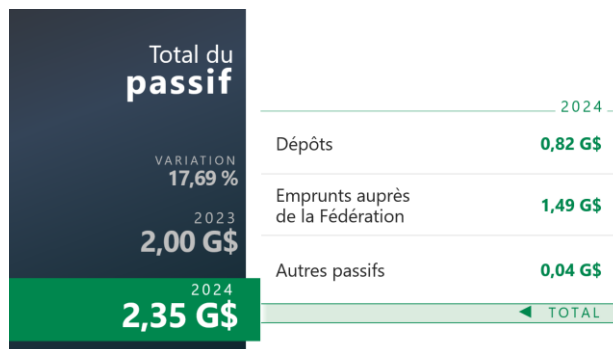 Total du
passif
VARIATION
17,69 %
2023
2,00 G$
2024
2,35 G$
2024
Dépôts 0,82 G$
Emprunts auprès
de la Fédération 1,49 G$
Autres passifs 0,04 G$
◀ TOTAL